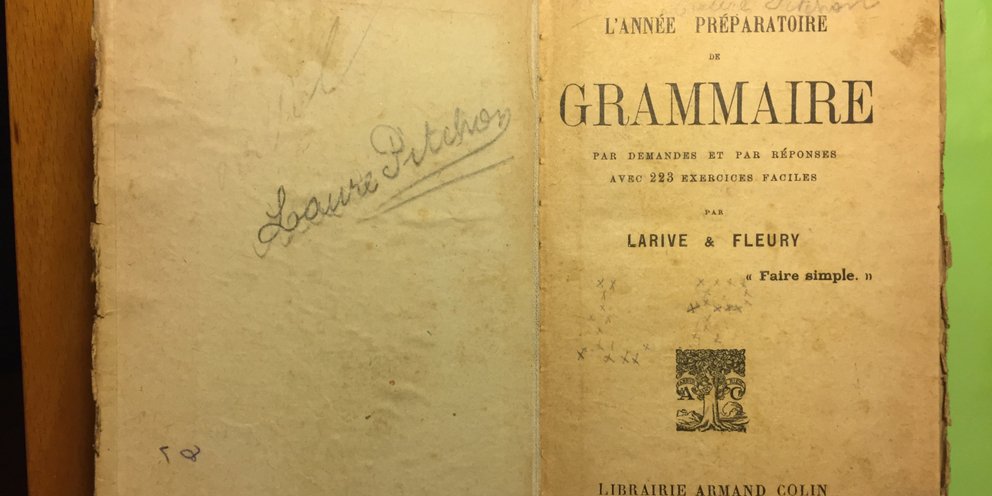 Laure Pitchon
L'ANNÉE PRÉPARATOIRE
DE
GRAMMAIRE
PAR DEMANDES ET PAR RÉPONSES
AVEC 223 EXERCICES FACILES
PAR
LARIVE & FLEURY
« Faire simple. »
A C
LIBRAIRIE ARMAND COLIN